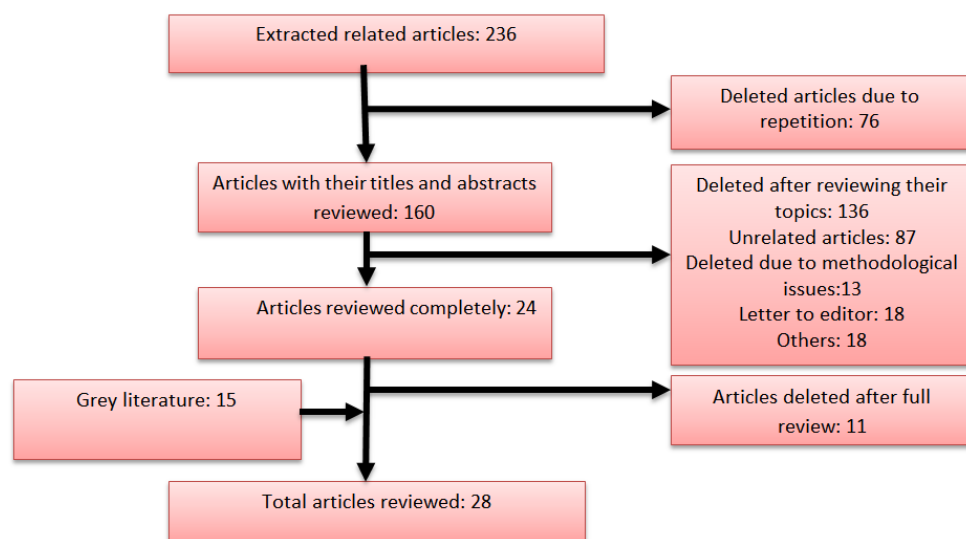 Extracted related articles: 236
Deleted articles due to
repetition: 76
Articles with their titles and abstracts
reviewed: 160
Deleted after reviewing their
topics: 136
Unrelated articles: 87
Deleted due to methodological
issues:13
Letter to editor: 18
Others: 18
Articles reviewed completely: 24
Grey literature: 15
Articles deleted after full
review: 11
Total articles reviewed: 28